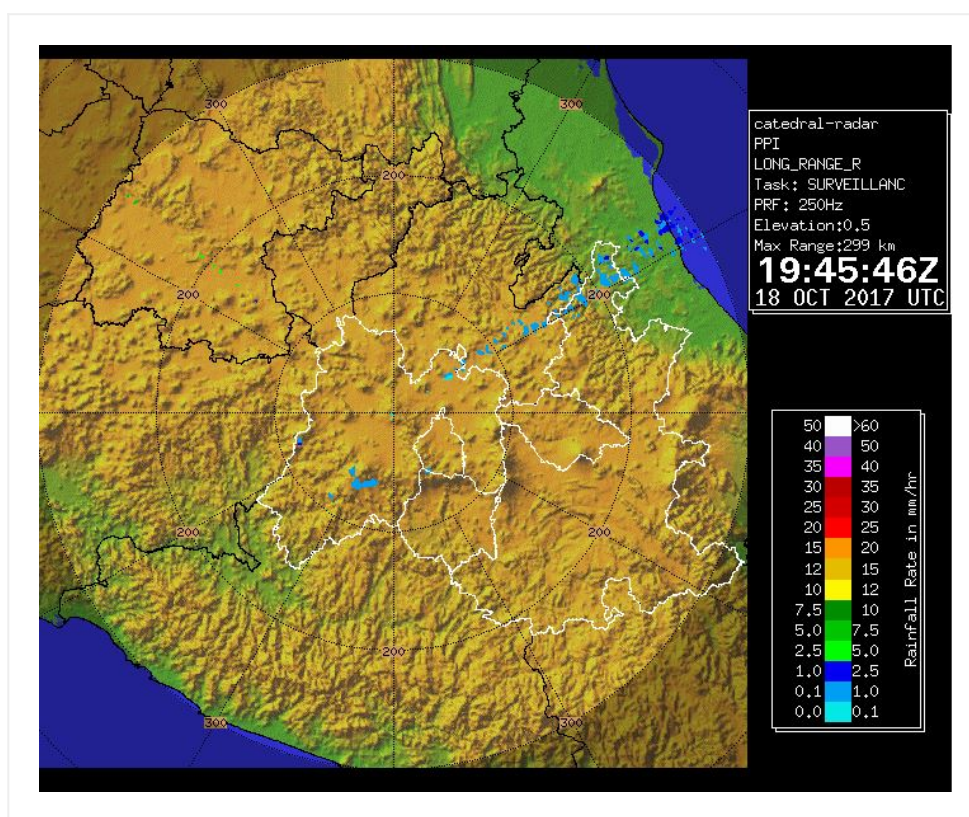 300
300
200
200
200
200
200
200
300
300
catedral-radar
PPI
LONG_RANGE_R
Task: SURVEILLANC
PRF: 250Hz
Elevation:0.5
Max Range:299 km
19:45:46Z
18 OCT 2017 UTC
50 >60
40 50
35 40
30 35
25 30
20 25
15 20
12 15
10 12
7.5 10
5.0 7.5
2.5 5.0
1.0 2.5
0.1 1.0
0.0 0.1
Rainfall Rate in mm/hr